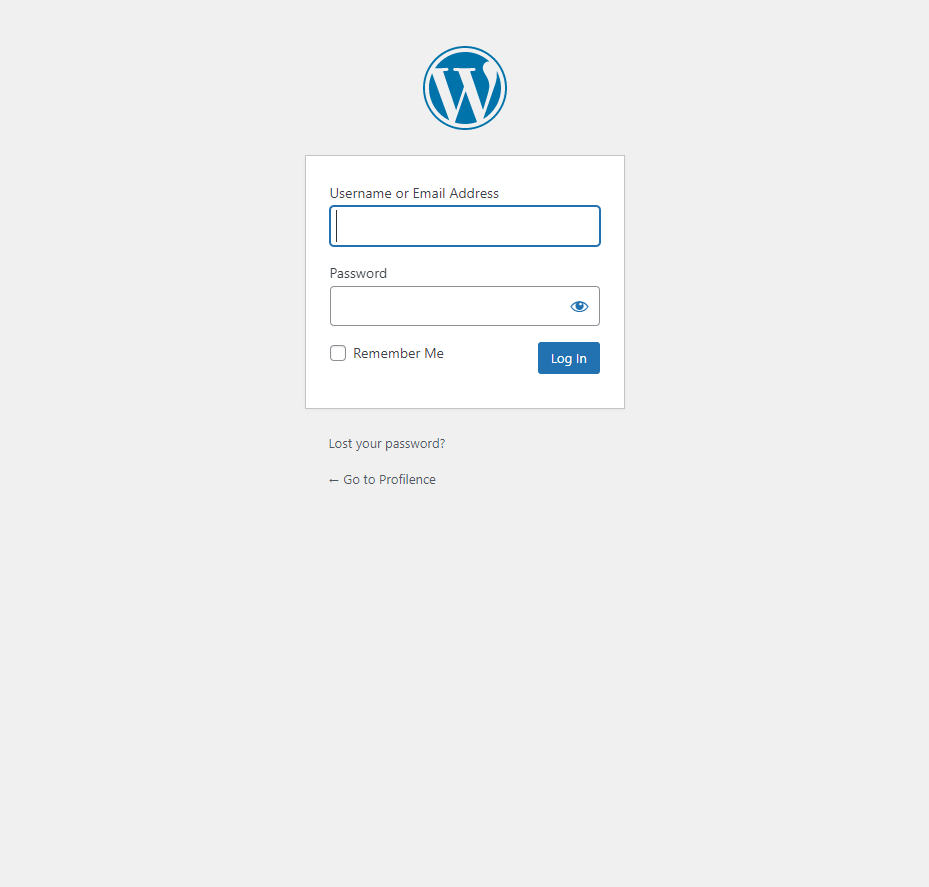 Username or Email Address
Password
Remember Me
Log In
Lost your password?
← Go to Profilence